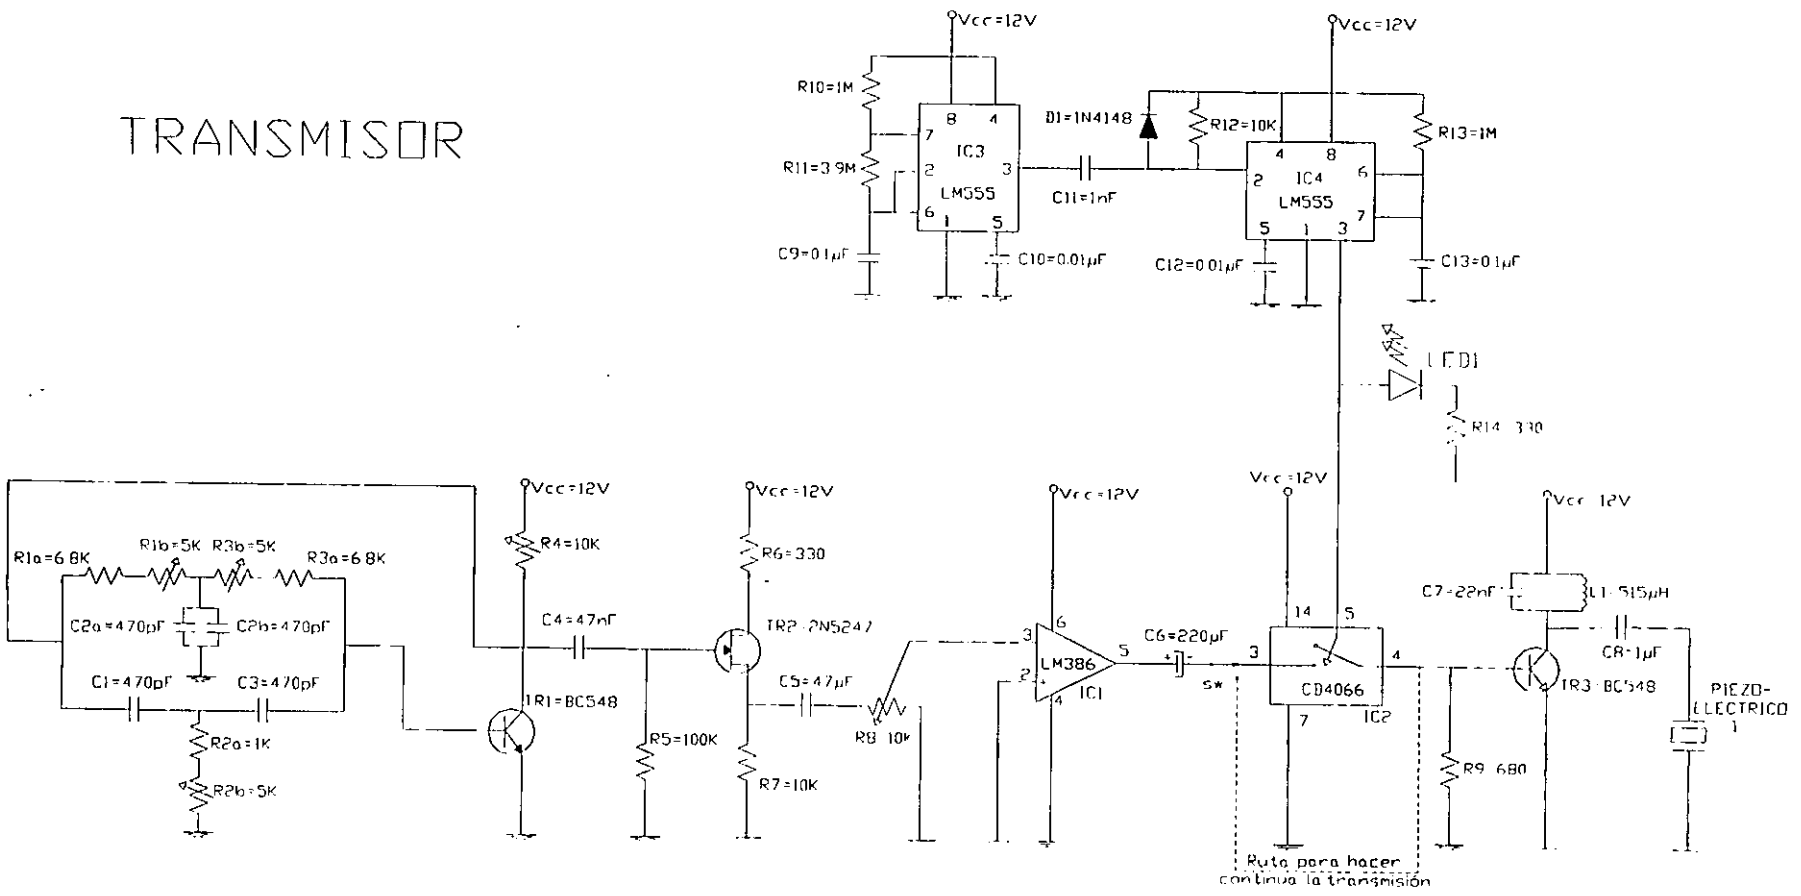 TRANSMISOR
Vcc=12V
Vcc=12V
R10=1M
8
4
7
IC3
R11=3.9M
2
3
LM555
6
1
5
C9=0.1µF
C10=0.01µF
D1=1N4148
R12=10K
C11=1nF
R13=1M
4
8
2
IC4
6
LM555
7
5
1
3
C12=0.01µF
C13=0.1µF
LED1
R14 330
Vcc=12V
Vcc=12V
Vcc=12V
Vcc=12V
Vcc 12V
R1a=6.8K
R1b=5K
R3b=5K
R3a=6.8K
R4=10K
R6=330
C2a=470pF
C2b=470pF
C4=47nF
TR2 2N5247
C1=470pF
C3=470pF
TR1=BC548
R2a=1K
R2b=5K
R5=100K
C5=47µF
R7=10K
R8 10K
3
6
2
+
LM386
5
4
IC1
C6=220µF
+
-
s*
14
5
3
4
CD4066
7
IC2
C7=22nF
L1 515µH
C8 1µF
TR3 BC548
R9 680
PIEZO-
ELECTRICO
1
Ruta para hacer
continua la transmisión